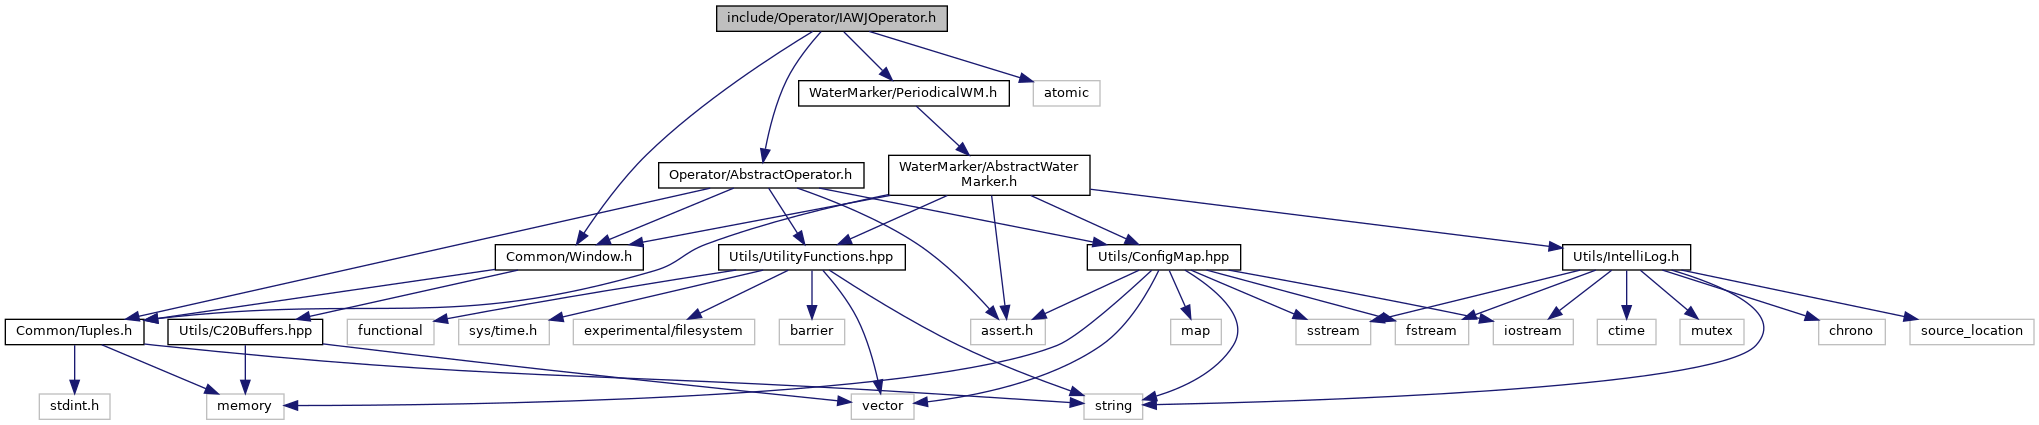 include/Operator/IAWJOperator.h
WaterMarker/PeriodicalWM.h
atomic
Operator/AbstractOperator.h
WaterMarker/AbstractWater
Marker.h
Common/Window.h
Utils/UtilityFunctions.hpp
Utils/ConfigMap.hpp
Utils/IntelliLog.h
Common/Tuples.h
Utils/C20Buffers.hpp
functional
sys/time.h
experimental/filesystem
barrier
assert.h
map
sstream
fstream
iostream
ctime
mutex
chrono
source_location
stdint.h
memory
vector
string